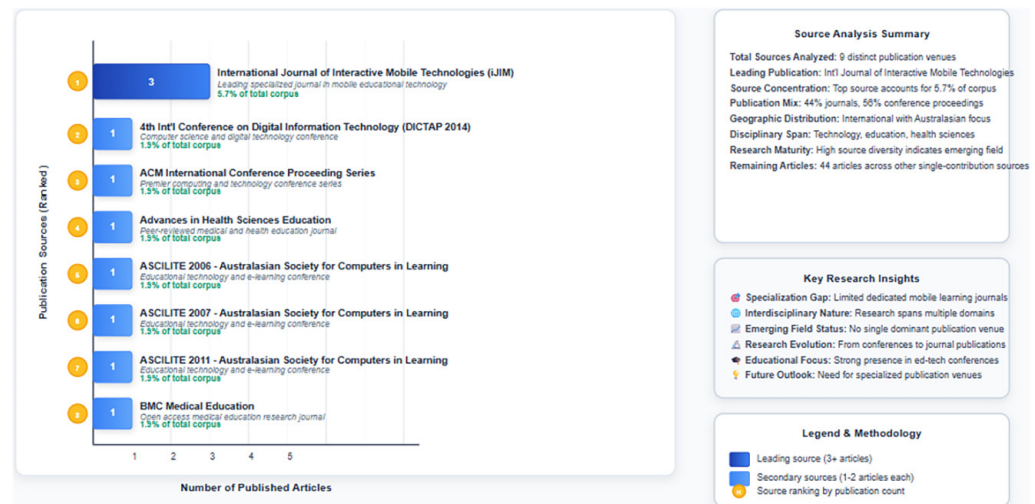 Publication Sources (Ranked)
1
3
International Journal of Interactive Mobile Technologies (iJIM)
Leading specialized journal in mobile educational technology
5.7% of total corpus
2
1
4th Int'l Conference on Digital Information Technology (DICTAP 2014)
Computer science and digital technology conference
1.9% of total corpus
3
1
ACM International Conference Proceeding Series
Premier computing and technology conference series
1.9% of total corpus
4
1
Advances in Health Sciences Education
Peer-reviewed medical and health education journal
1.9% of total corpus
5
1
ASCILITE 2006 - Australasian Society for Computers in Learning
Educational technology and e-learning conference
1.9% of total corpus
6
1
ASCILITE 2007 - Australasian Society for Computers in Learning
Educational technology and e-learning conference
1.9% of total corpus
7
1
ASCILITE 2011 - Australasian Society for Computers in Learning
Educational technology and e-learning conference
1.9% of total corpus
8
1
BMC Medical Education
Open access medical education research journal
1.9% of total corpus
1 2 3 4 5
Number of Published Articles
Source Analysis Summary
Total Sources Analyzed: 9 distinct publication venues
Leading Publication: Int'l Journal of Interactive Mobile Technologies
Source Concentration: Top source accounts for 5.7% of corpus
Publication Mix: 44% journals, 56% conference proceedings
Geographic Distribution: International with Australasian focus
Disciplinary Span: Technology, education, health sciences
Research Maturity: High source diversity indicates emerging field
Remaining Articles: 44 articles across other single-contribution sources
Key Research Insights
Specialization Gap: Limited dedicated mobile learning journals
Interdisciplinary Nature: Research spans multiple domains
Emerging Field Status: No single dominant publication venue
Research Evolution: From conferences to journal publications
Educational Focus: Strong presence in ed-tech conferences
Future Outlook: Need for specialized publication venues
Legend & Methodology
Leading source (3+ articles)
Secondary sources (1-2 articles each)
Source ranking by publication count